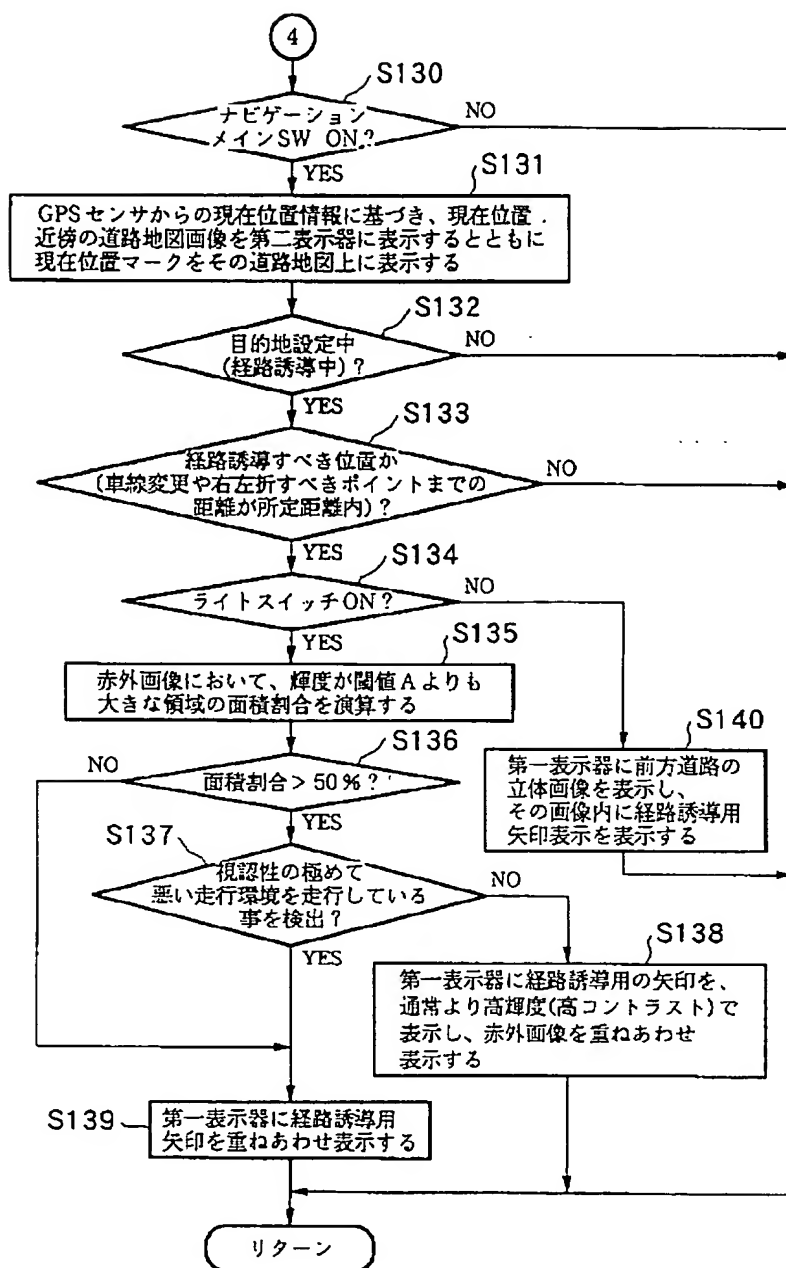 4
S130
ナビゲーション
メインSW ON?
NO
YES
S131
GPSセンサからの現在位置情報に基づき、現在位置
近傍の道路地図画像を第二表示器に表示するとともに
現在位置マークをその道路地図上に表示する
S132
目的地設定中
(経路誘導中)?
NO
YES
S133
経路誘導すべき位置か
(車線変更や右左折すべきポイントまでの
距離が所定距離内)?
NO
YES
S134
ライトスイッチON?
NO
YES
S135
赤外画像において、輝度が閾値Aよりも
大きな領域の面積割合を演算する
S136
面積割合>50%?
NO
YES
S140
第一表示器に前方道路の
立体画像を表示し、
その画像内に経路誘導用
矢印表示を表示する
S137
視認性の極めて
悪い走行環境を走行している
事を検出?
NO
YES
S138
第一表示器に経路誘導用の矢印を、
通常より高輝度(高コントラスト)で
表示し、赤外画像を重ねあわせ
表示する
S139
第一表示器に経路誘導用
矢印を重ねあわせ表示する
リターン